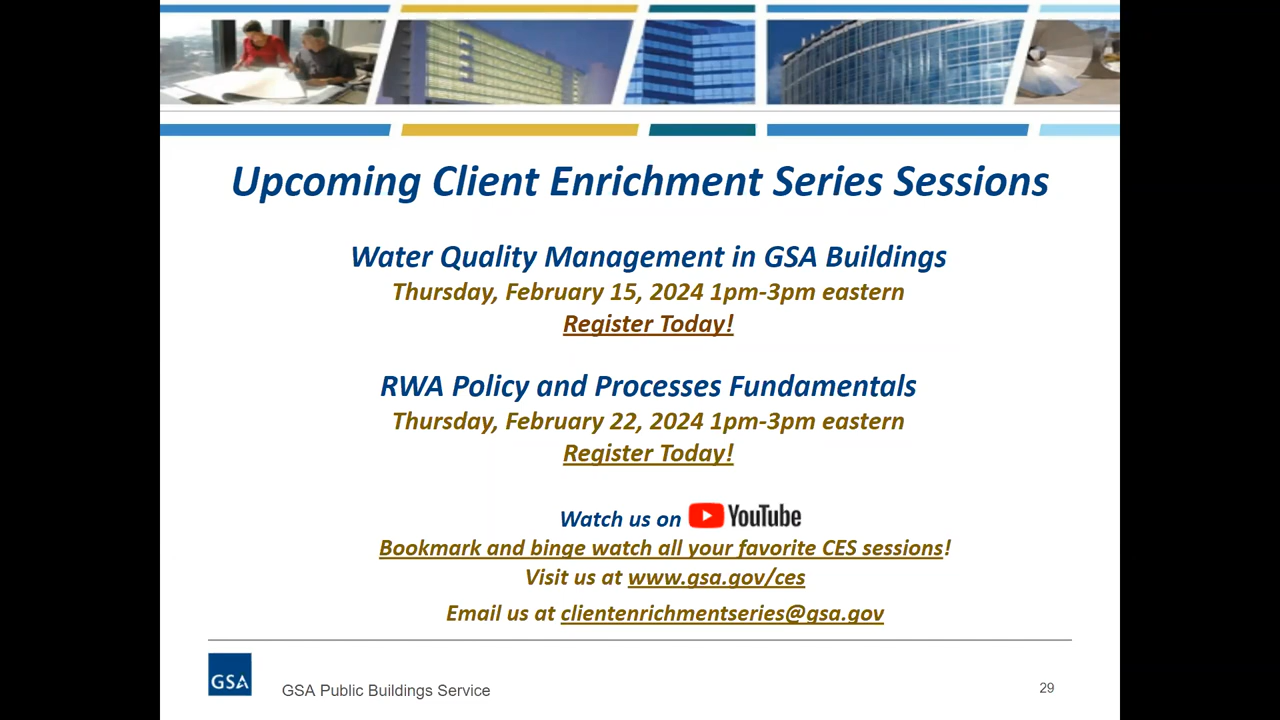 Upcoming Client Enrichment Series Sessions
Water Quality Management in GSA Buildings
Thursday, February 15, 2024 1pm-3pm eastern
Register Today!
RWA Policy and Processes Fundamentals
Thursday, February 22, 2024 1pm-3pm eastern
Register Today!
Watch us on YouTube
Bookmark and binge watch all your favorite CES sessions!
Visit us at www.gsa.gov/ces
Email us at clientenrichmentseries@gsa.gov
GSA
GSA Public Buildings Service
29